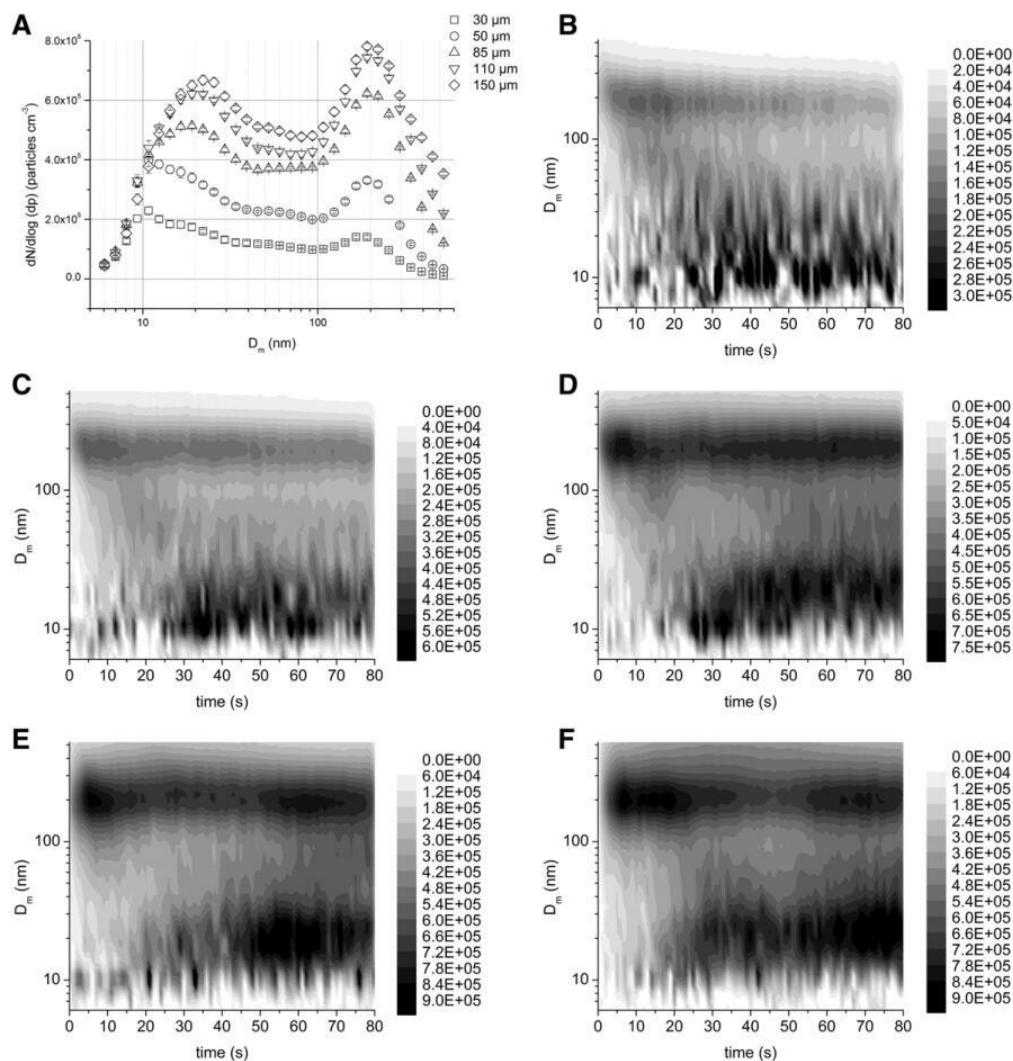 A
8.0x10⁵
6.0x10⁵
4.0x10⁵
2.0x10⁵
0.0
dN/dlog (dp) (particles cm⁻³)
10
100
Dₘ (nm)
30 µm
50 µm
85 µm
110 µm
150 µm
B
100
10
Dₘ (nm)
0 10 20 30 40 50 60 70 80
time (s)
0.0E+00
2.0E+04
4.0E+04
6.0E+04
8.0E+04
1.0E+05
1.2E+05
1.4E+05
1.6E+05
1.8E+05
2.0E+05
2.2E+05
2.4E+05
2.6E+05
2.8E+05
3.0E+05
C
100
10
Dₘ (nm)
0 10 20 30 40 50 60 70 80
time (s)
0.0E+00
4.0E+04
8.0E+04
1.2E+05
1.6E+05
2.0E+05
2.4E+05
2.8E+05
3.2E+05
3.6E+05
4.0E+05
4.4E+05
4.8E+05
5.2E+05
5.6E+05
6.0E+05
D
100
10
Dₘ (nm)
0 10 20 30 40 50 60 70 80
time (s)
0.0E+00
5.0E+04
1.0E+05
1.5E+05
2.0E+05
2.5E+05
3.0E+05
3.5E+05
4.0E+05
4.5E+05
5.0E+05
5.5E+05
6.0E+05
6.5E+05
7.0E+05
7.5E+05
E
100
10
Dₘ (nm)
0 10 20 30 40 50 60 70 80
time (s)
0.0E+00
6.0E+04
1.2E+05
1.8E+05
2.4E+05
3.0E+05
3.6E+05
4.2E+05
4.8E+05
5.4E+05
6.0E+05
6.6E+05
7.2E+05
7.8E+05
8.4E+05
9.0E+05
F
100
10
Dₘ (nm)
0 10 20 30 40 50 60 70 80
time (s)
0.0E+00
6.0E+04
1.2E+05
1.8E+05
2.4E+05
3.0E+05
3.6E+05
4.2E+05
4.8E+05
5.4E+05
6.0E+05
6.6E+05
7.2E+05
7.8E+05
8.4E+05
9.0E+05